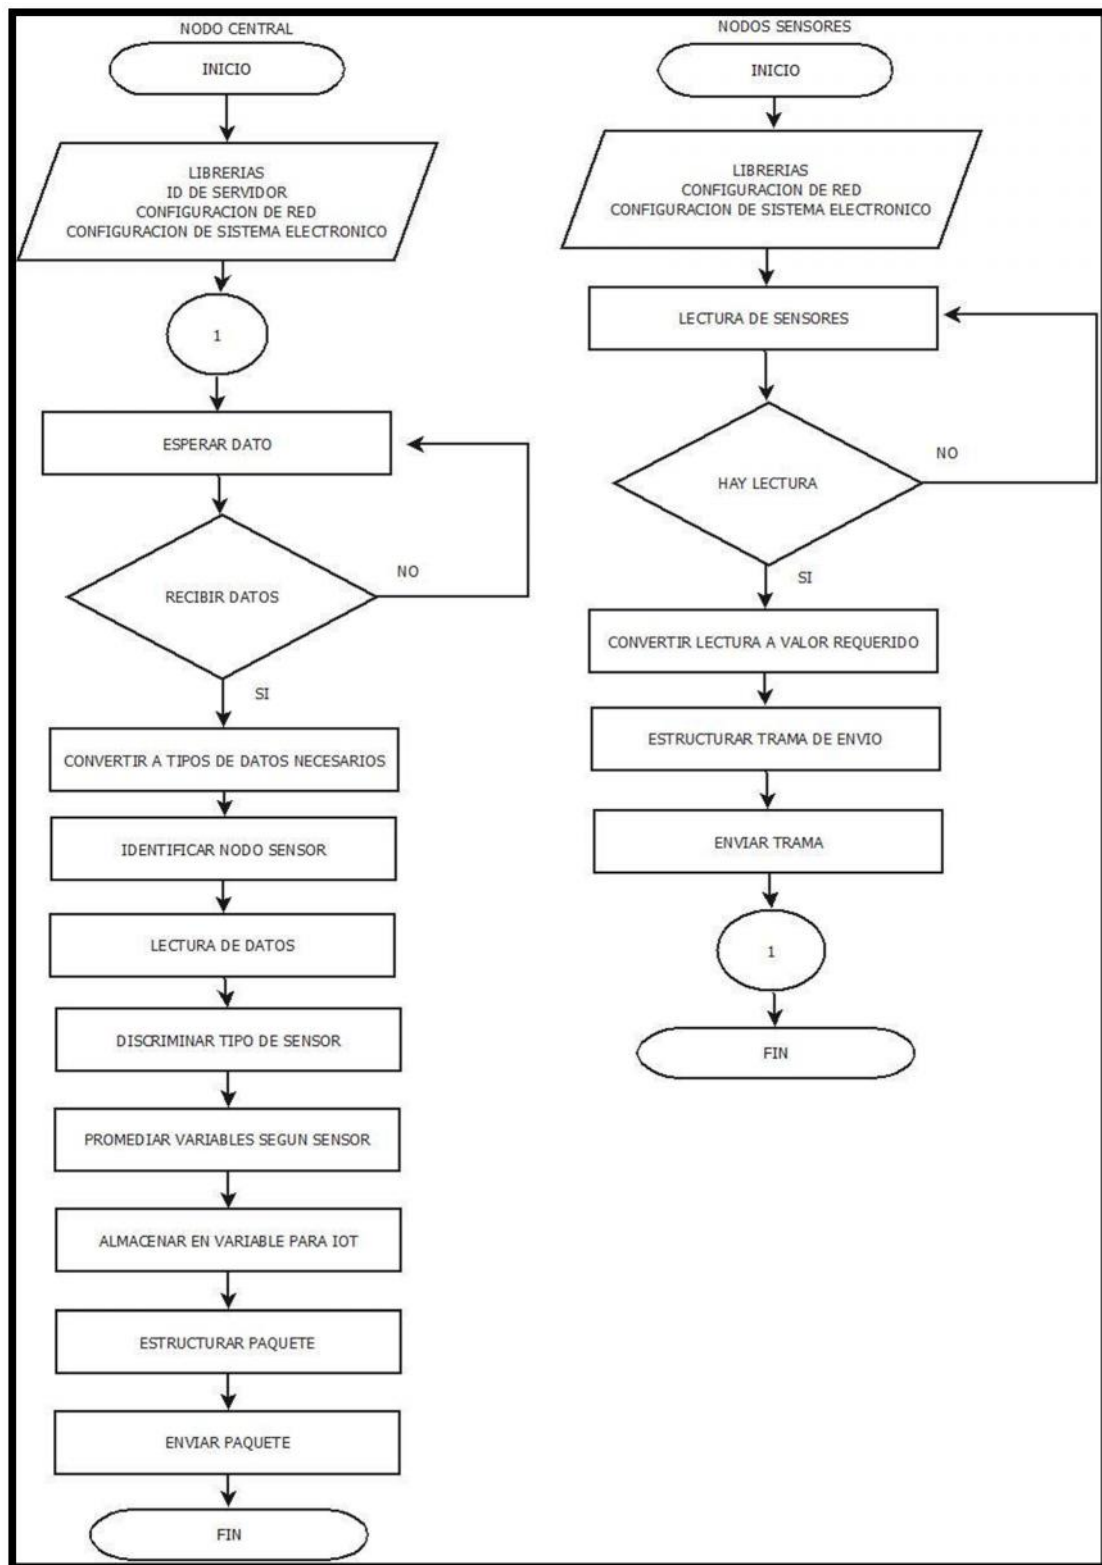 NODO CENTRAL
INICIO
LIBRERIAS
ID DE SERVIDOR
CONFIGURACION DE RED
CONFIGURACION DE SISTEMA ELECTRONICO
1
ESPERAR DATO
RECIBIR DATOS
NO
SI
CONVERTIR A TIPOS DE DATOS NECESARIOS
IDENTIFICAR NODO SENSOR
LECTURA DE DATOS
DISCRIMINAR TIPO DE SENSOR
PROMEDIAR VARIABLES SEGUN SENSOR
ALMACENAR EN VARIABLE PARA IOT
ESTRUCTURAR PAQUETE
ENVIAR PAQUETE
FIN
NODOS SENSORES
INICIO
LIBRERIAS
CONFIGURACION DE RED
CONFIGURACION DE SISTEMA ELECTRONICO
LECTURA DE SENSORES
HAY LECTURA
NO
SI
CONVERTIR LECTURA A VALOR REQUERIDO
ESTRUCTURAR TRAMA DE ENVIO
ENVIAR TRAMA
1
FIN